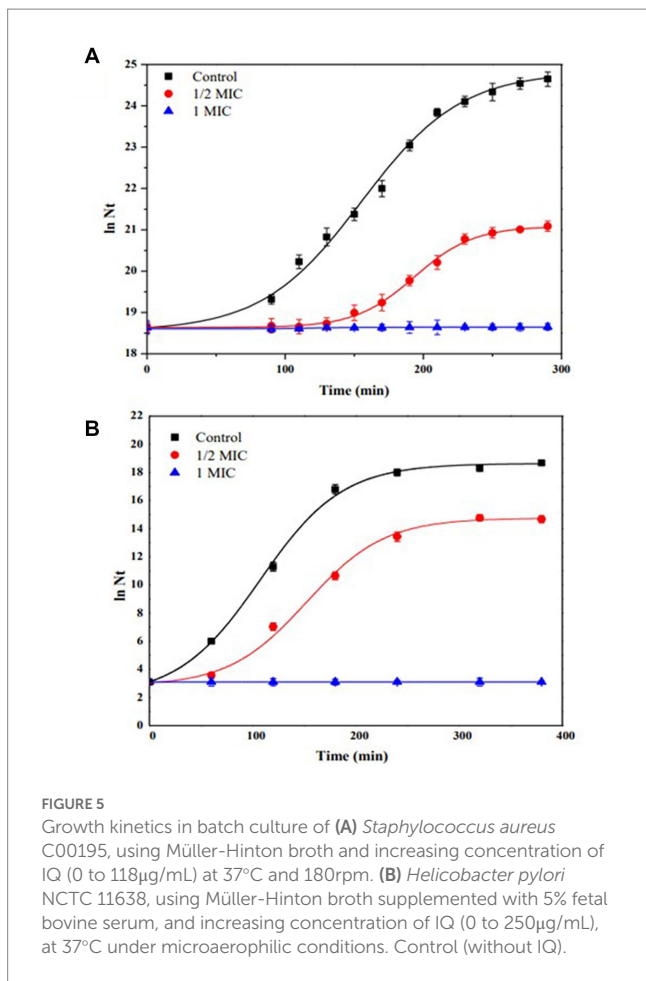 A
Control
1/2 MIC
1 MIC
25
24
23
22
21
20
19
18
ln Nt
0
100
200
300
Time (min)
B
Control
1/2 MIC
1 MIC
22
20
18
16
14
12
10
8
6
4
2
0
ln Nt
0
100
200
300
400
Time (min)
FIGURE 5
Growth kinetics in batch culture of (A) Staphylococcus aureus
C00195, using Müller-Hinton broth and increasing concentration of
IQ (0 to 118μg/mL) at 37°C and 180rpm. (B) Helicobacter pylori
NCTC 11638, using Müller-Hinton broth supplemented with 5% fetal
bovine serum, and increasing concentration of IQ (0 to 250μg/mL),
at 37°C under microaerophilic conditions. Control (without IQ).